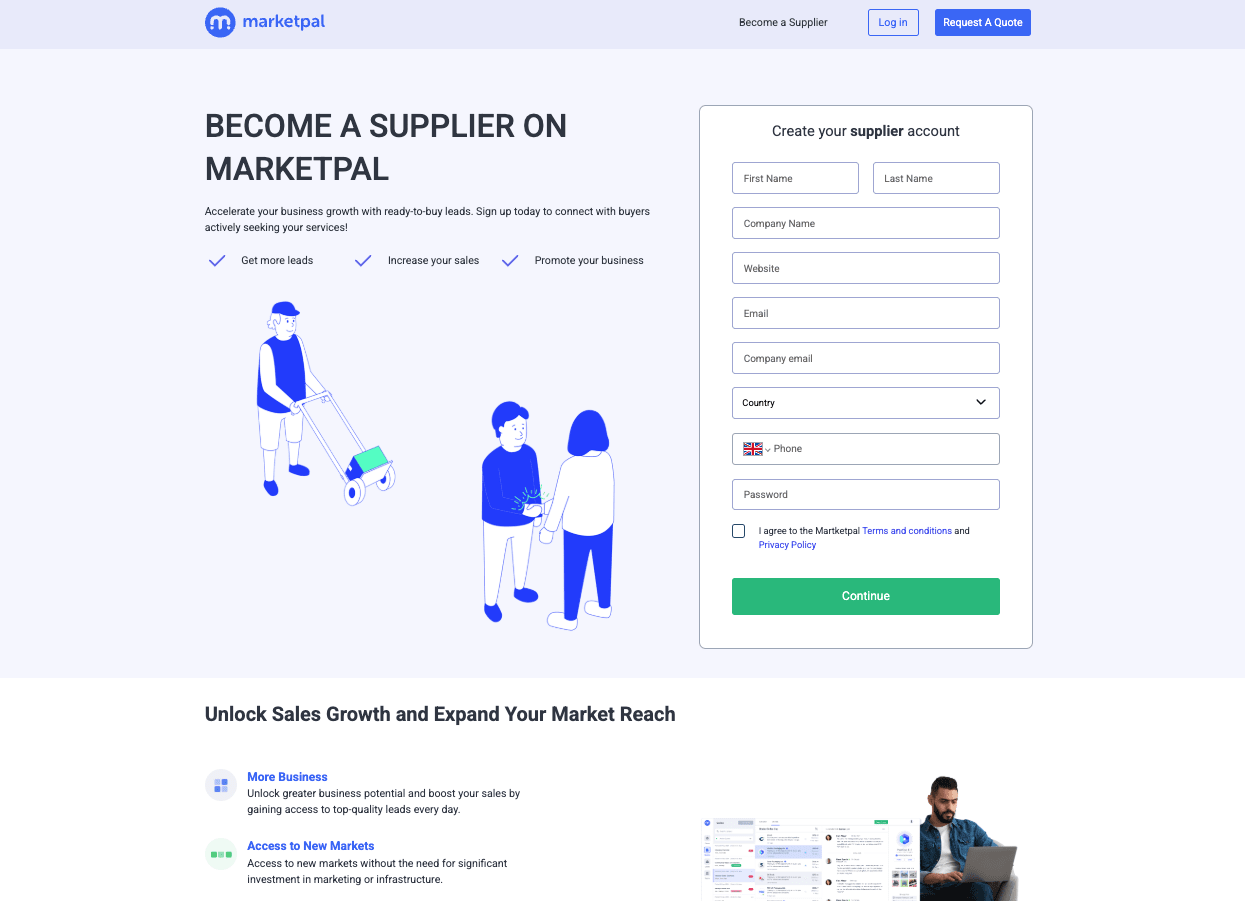 marketpal
Become a Supplier
Log in
Request A Quote
BECOME A SUPPLIER ON
MARKETPAL
Accelerate your business growth with ready-to-buy leads. Sign up today to connect with buyers
actively seeking your services!
Get more leads
Increase your sales
Promote your business
Create your supplier account
First Name
Last Name
Company Name
Website
Email
Company email
Country
Phone
Password
I agree to the Martketpal Terms and conditions and
Privacy Policy
Continue
Unlock Sales Growth and Expand Your Market Reach
More Business
Unlock greater business potential and boost your sales by
gaining access to top-quality leads every day.
Access to New Markets
Access to new markets without the need for significant
investment in marketing or infrastructure.